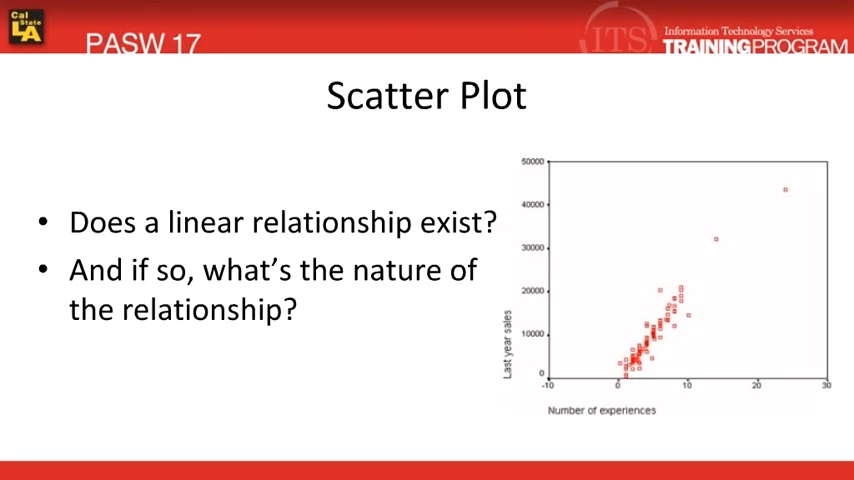 Cal
State
LA
PASW 17
ITS
Information Technology Services
TRAINING PROGRAM
Scatter Plot
• Does a linear relationship exist?
• And if so, what's the nature of
the relationship?
50000
40000
30000
20000
10000
0
Last year sales
-10 0 10 20 30
Number of experiences